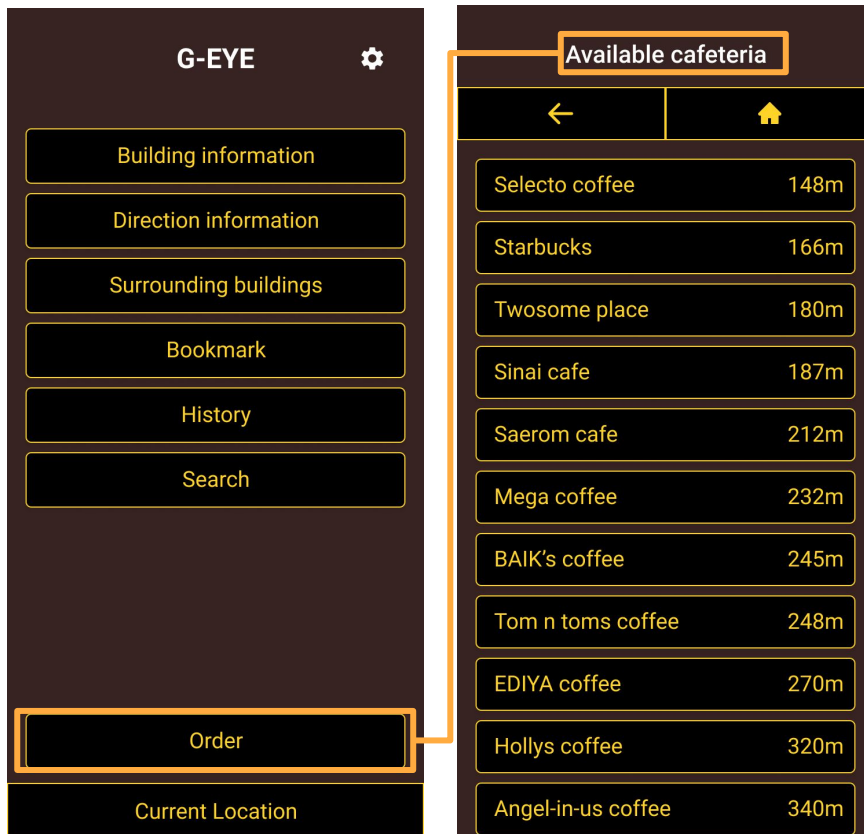 G-EYE
Building information
Direction information
Surrounding buildings
Bookmark
History
Search
Order
Current Location
Available cafeteria
Selecto coffee 148m
Starbucks 166m
Twosome place 180m
Sinai cafe 187m
Saerom cafe 212m
Mega coffee 232m
BAIK’s coffee 245m
Tom n toms coffee 248m
EDIYA coffee 270m
Hollys coffee 320m
Angel-in-us coffee 340m